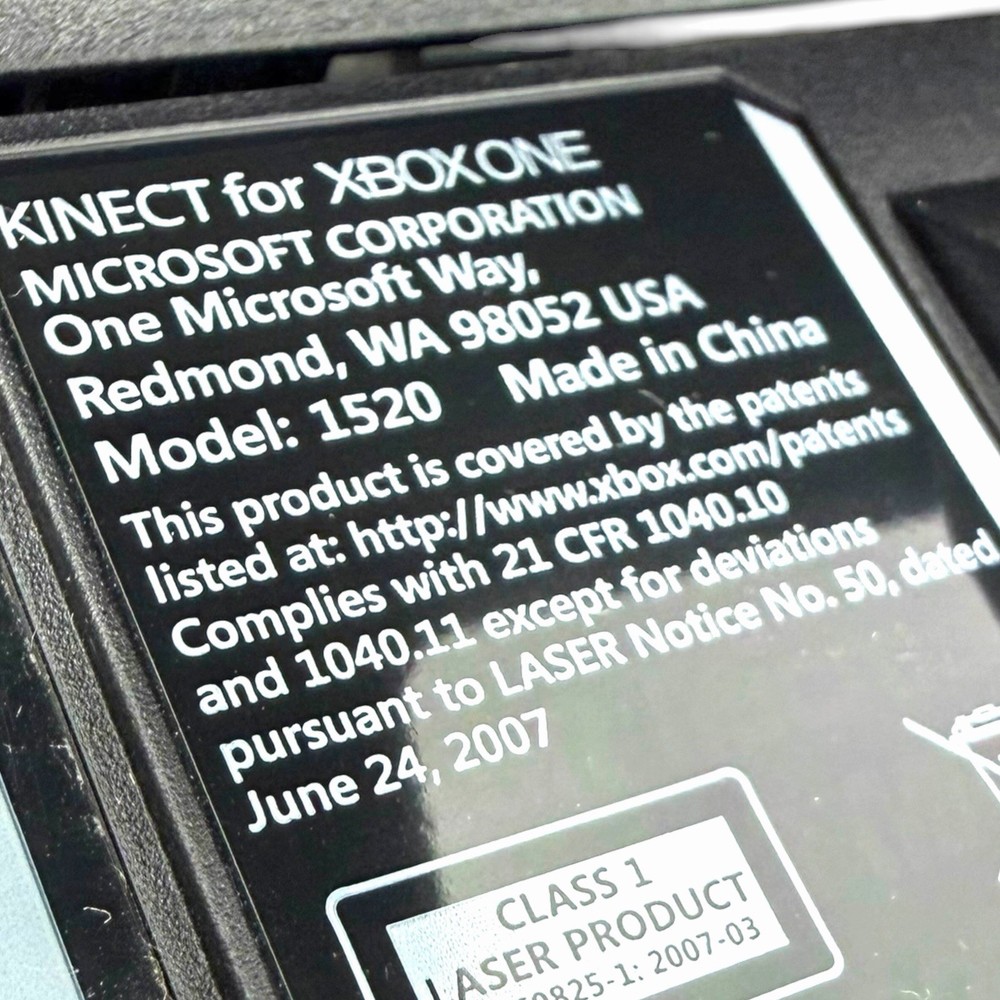 KINECT for XBOX ONE
MICROSOFT CORPORATION
One Microsoft Way,
Redmond, WA 98052 USA
Model: 1520 Made in China
This product is covered by the patents
listed at: http://www.xbox.com/patents
Complies with 21 CFR 1040.10
and 1040.11 except for deviations
pursuant to LASER Notice No. 50, dated
June 24, 2007
CLASS 1
LASER PRODUCT
2007-03